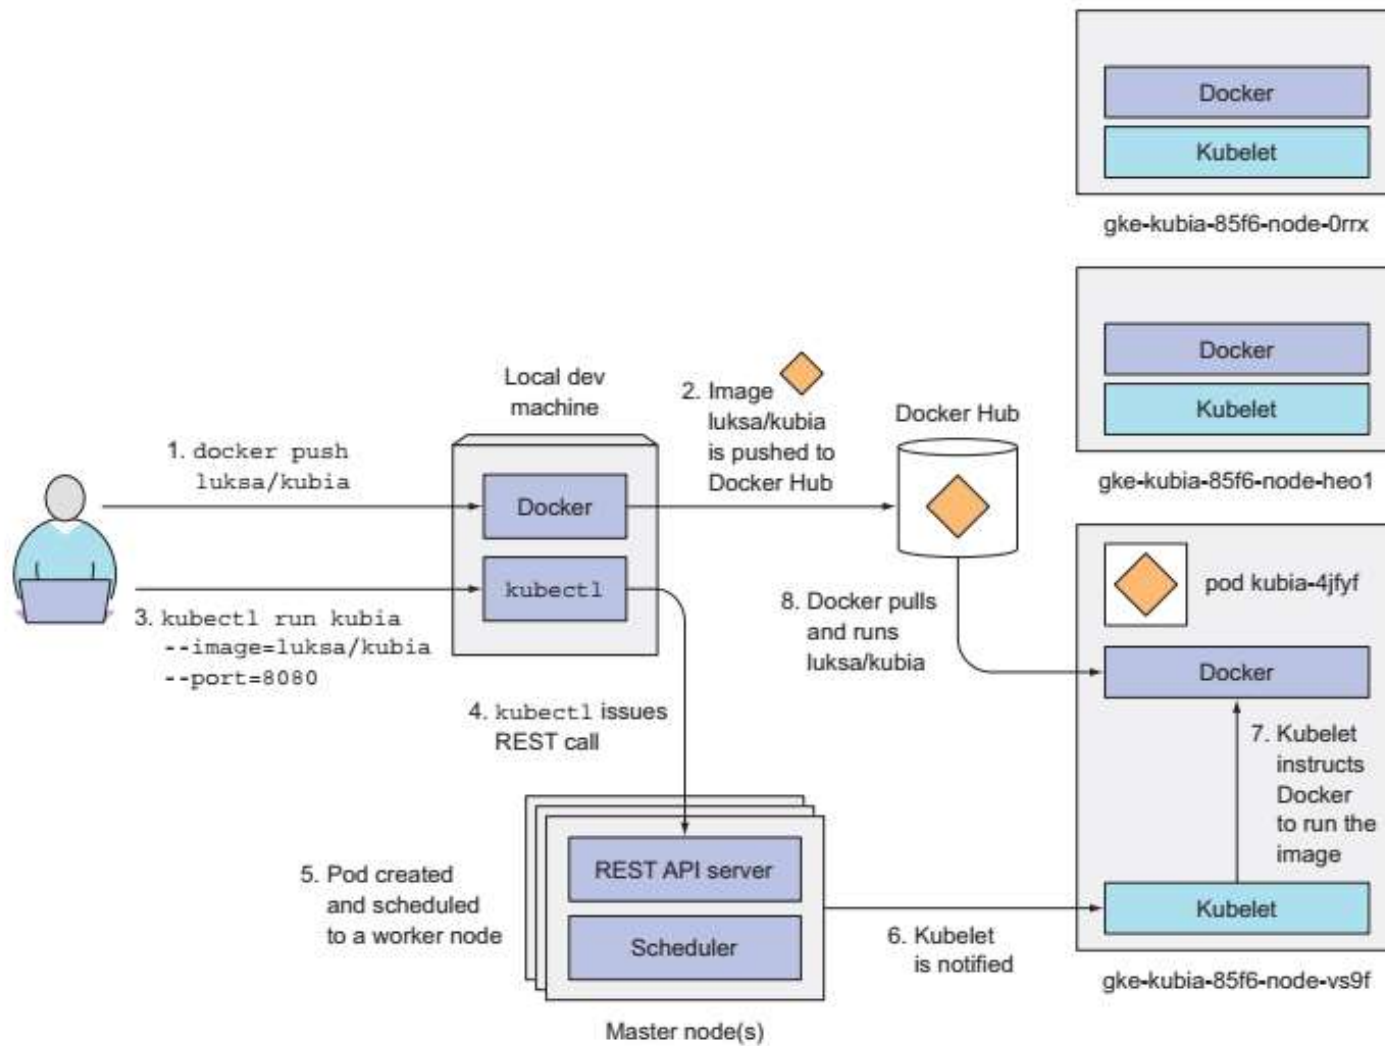 Docker
Kubelet
gke-kubia-85f6-node-0rrx
Docker
Kubelet
gke-kubia-85f6-node-heo1
Local dev
machine
2. Image
luksa/kubia
is pushed to
Docker Hub
Docker Hub
1. docker push
luksa/kubia
Docker
kubectl
3. kubectl run kubia
--image=luksa/kubia
--port=8080
8. Docker pulls
and runs
luksa/kubia
pod kubia-4jfyf
Docker
4. kubectl issues
REST call
7. Kubelet
instructs
Docker
to run the
image
5. Pod created
and scheduled
to a worker node
REST API server
Scheduler
6. Kubelet
is notified
Kubelet
gke-kubia-85f6-node-vs9f
Master node(s)